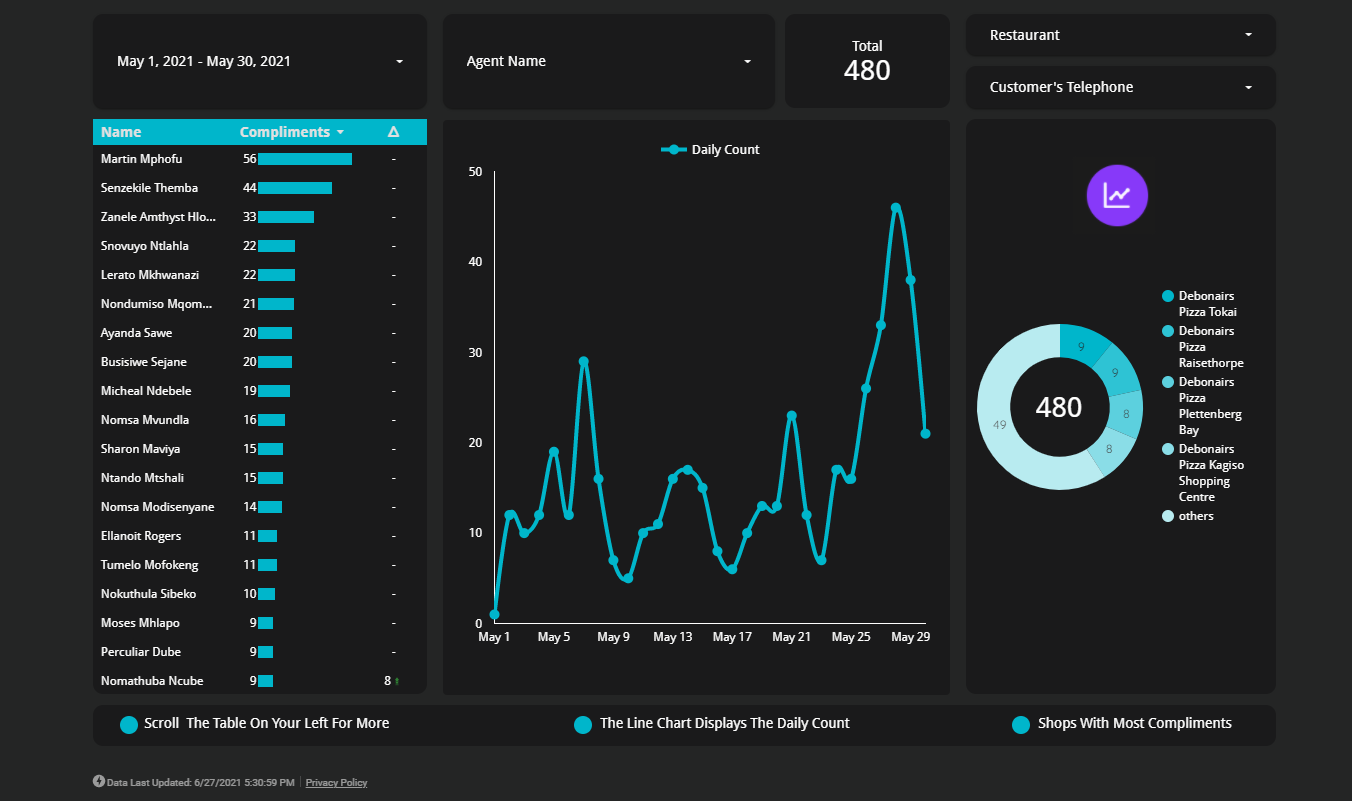 May 1, 2021 - May 30, 2021
Agent Name
Total
480
Restaurant
Customer's Telephone
Name Compliments Δ
Martin Mphofu 56 -
Senzekile Themba 44 -
Zanele Amthyst Hlo... 33 -
Snovuyo Ntlahla 22 -
Lerato Mkhwanazi 22 -
Nondumiso Mqom... 21 -
Ayanda Sawe 20 -
Busisiwe Sejane 20 -
Micheal Ndebele 19 -
Nomsa Mvundla 16 -
Sharon Maviya 15 -
Ntando Mtshali 15 -
Nomsa Modisenyane 14 -
Ellanoit Rogers 11 -
Tumelo Mofokeng 11 -
Nokuthula Sibeko 10 -
Moses Mhlapo 9 -
Perculiar Dube 9 -
Nomathuba Ncube 9 8
Daily Count
50
40
30
20
10
0
May 1 May 5 May 9 May 13 May 17 May 21 May 25 May 29
9
9
8
8
49
480
Debonairs
Pizza Tokai
Debonairs
Pizza
Raisethorpe
Debonairs
Pizza
Plettenberg
Bay
Debonairs
Pizza Kagiso
Shopping
Centre
others
Scroll The Table On Your Left For More
The Line Chart Displays The Daily Count
Shops With Most Compliments
Data Last Updated: 6/27/2021 5:30:59 PM | Privacy Policy